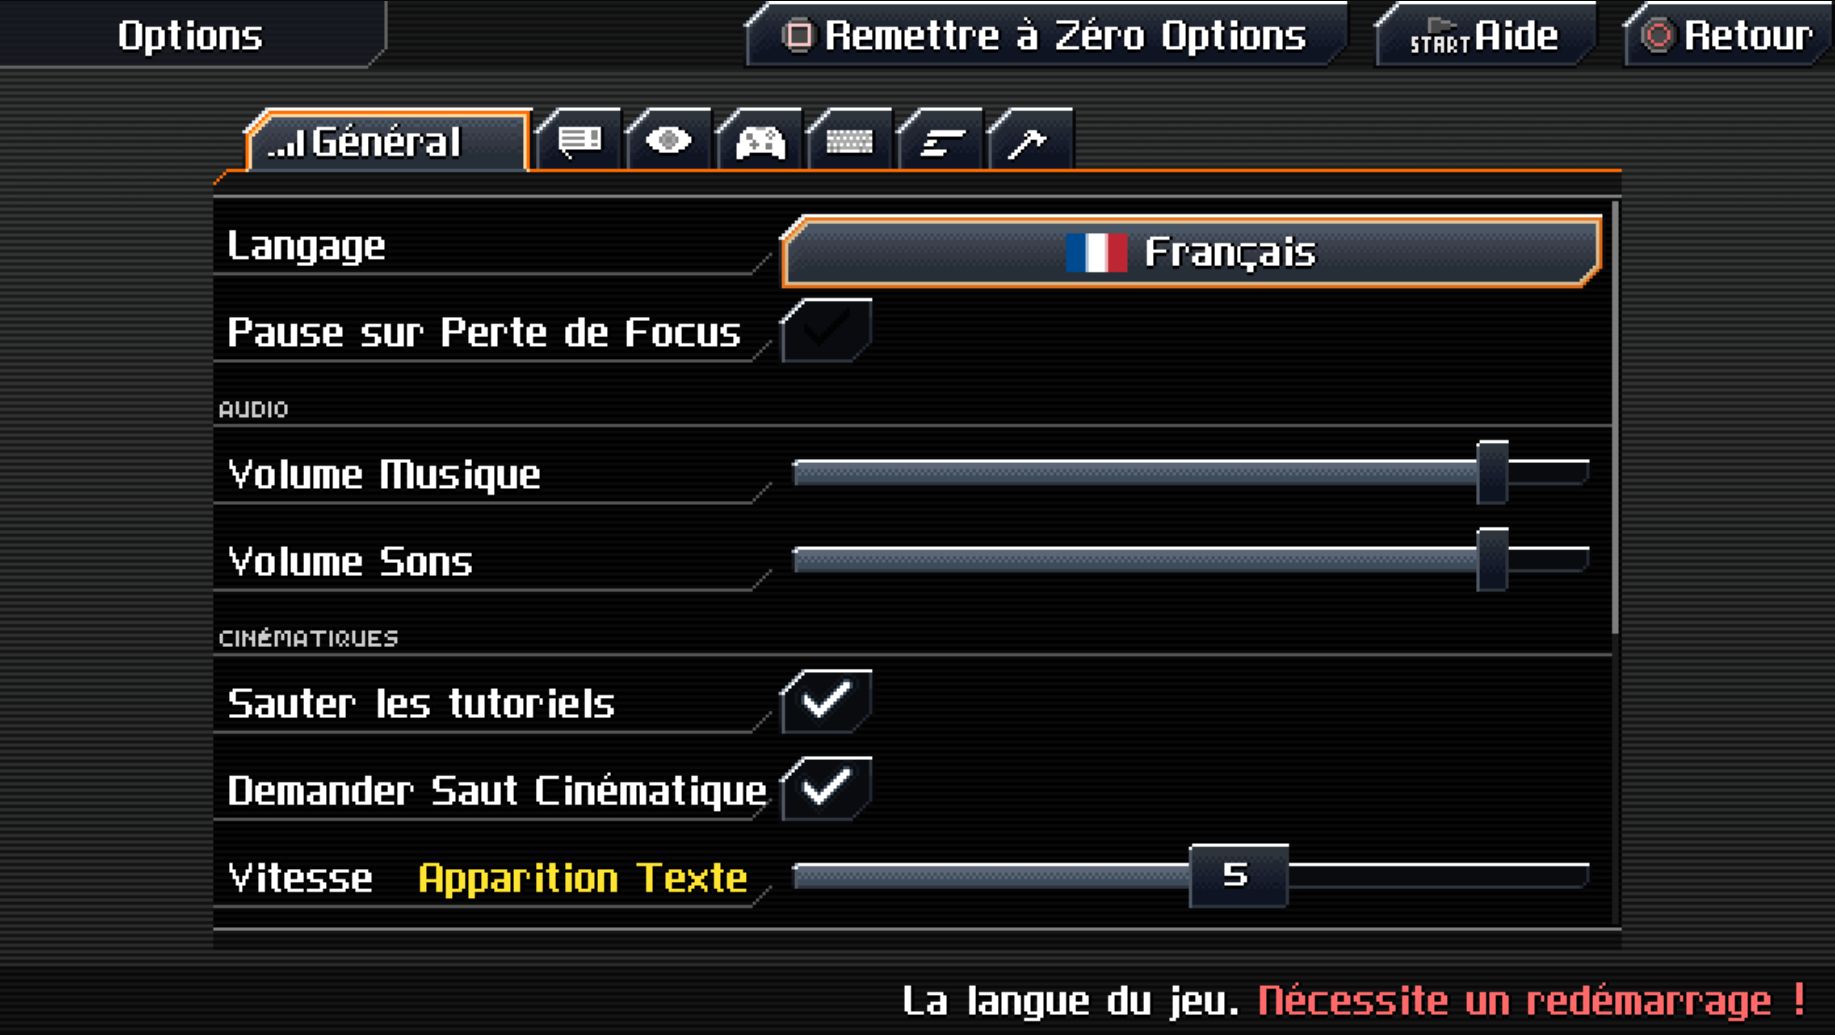 Options
Remettre à Zéro Options
START Aide
Retour
Général
Langage
Français
Pause sur Perte de Focus
AUDIO
Volume Musique
Volume Sons
CINÉMATIQUES
Sauter les tutoriels
Demander Saut Cinématique
Vitesse Apparition Texte
5
La langue du jeu. Nécessite un redémarrage !